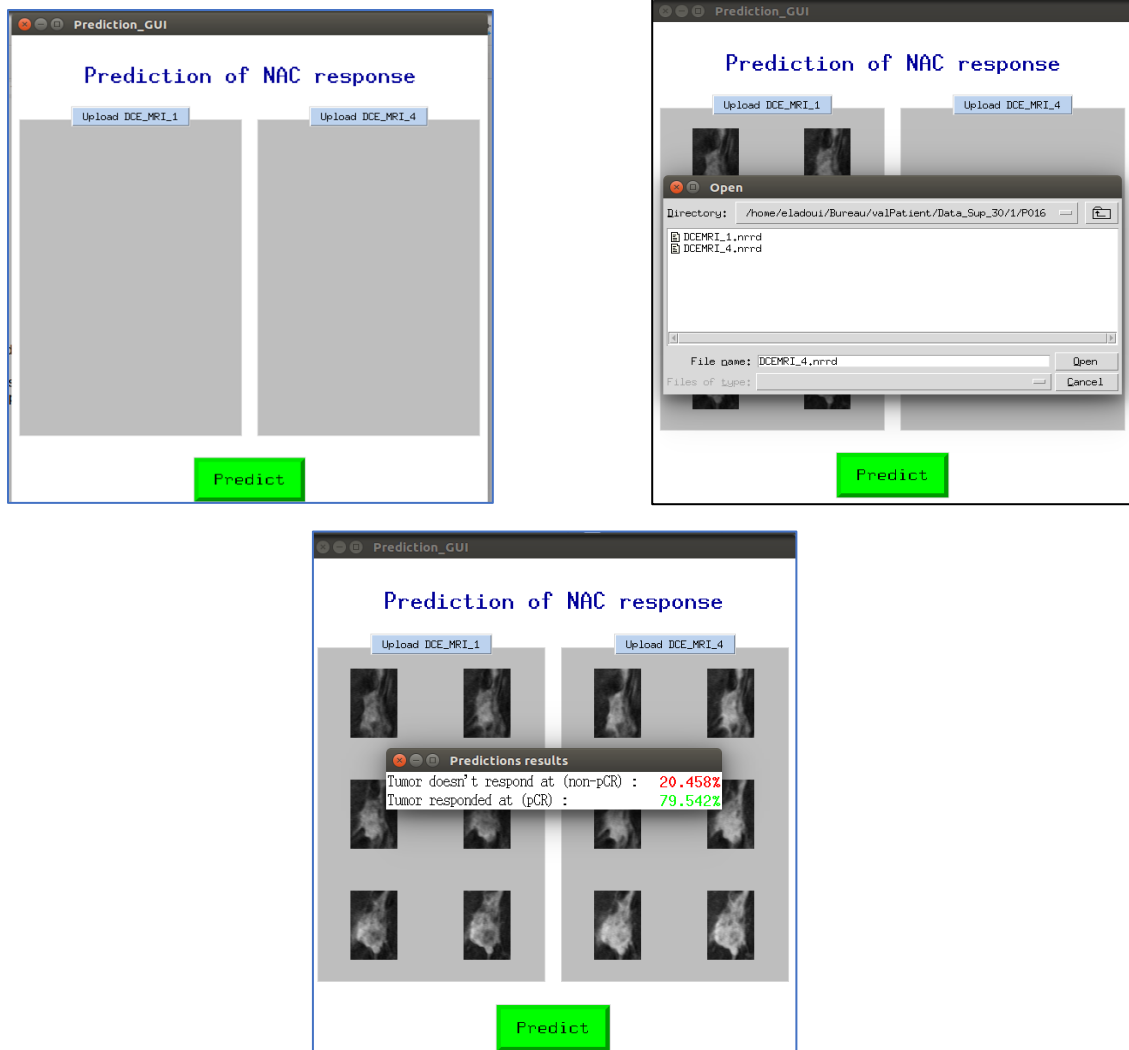 Prediction_GUI
Prediction of NAC response
Upload DCE_MRI_1
Upload DCE_MRI_4
Predict
Prediction_GUI
Prediction of NAC response
Upload DCE_MRI_1
Upload DCE_MRI_4
Open
Directory: /home/eladoui/Bureau/valPatient/Data_Sup_30/1/P016
DCEMRI_1.nrrd
DCEMRI_4.nrrd
File name: DCEMRI_4.nrrd Open
Files of type: Cancel
Predict
Prediction_GUI
Prediction of NAC response
Upload DCE_MRI_1
Upload DCE_MRI_4
Predictions results
Tumor doesn't respond at (non-pCR) : 20.458%
Tumor responded at (pCR) : 79.542%
Predict